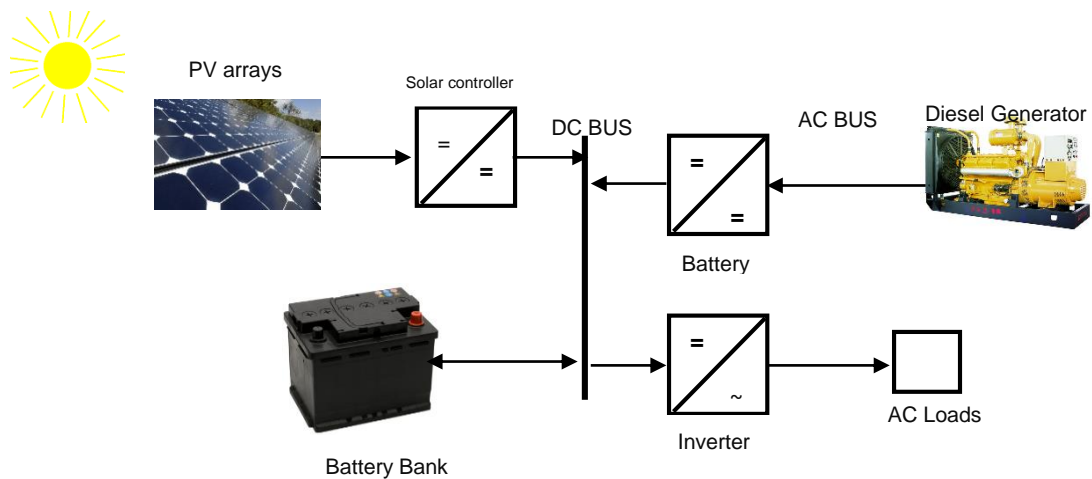 PV arrays
Solar controller
=
=
DC BUS
AC BUS
Diesel Generator
=
=
Battery
=
~
Inverter
AC Loads
Battery Bank